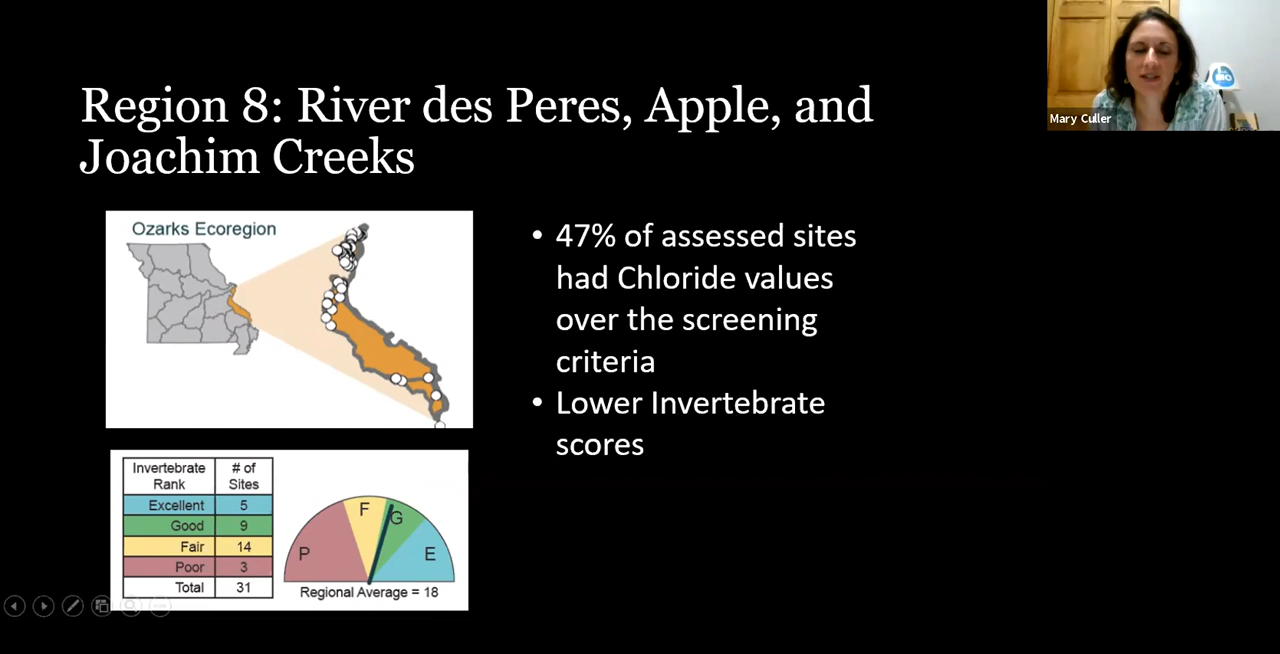 Region 8: River des Peres, Apple, and
Joachim Creeks
Mary Culler
MO
Ozarks Ecoregion
• 47% of assessed sites
had Chloride values
over the screening
criteria
• Lower Invertebrate
scores
Invertebrate Rank # of Sites
Excellent 5
Good 9
Fair 14
Poor 3
Total 31
P F G E
Regional Average = 18